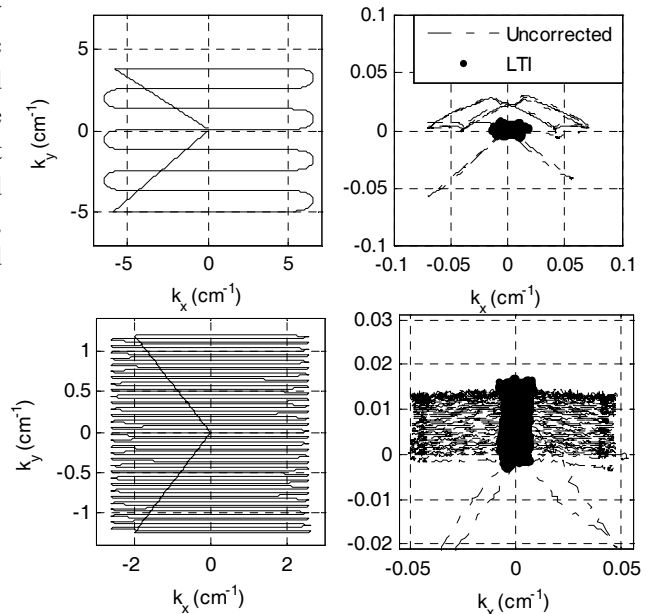 5
0
-5
k_y (cm^-1)
-5 0 5
k_x (cm^-1)
0.1
0.05
0
-0.05
-0.1
-0.1 -0.05 0 0.05 0.1
k_x (cm^-1)
Uncorrected
LTI
1
0.5
0
-0.5
-1
k_y (cm^-1)
-2 0 2
k_x (cm^-1)
0.03
0.02
0.01
0
-0.01
-0.02
-0.05 0 0.05
k_x (cm^-1)